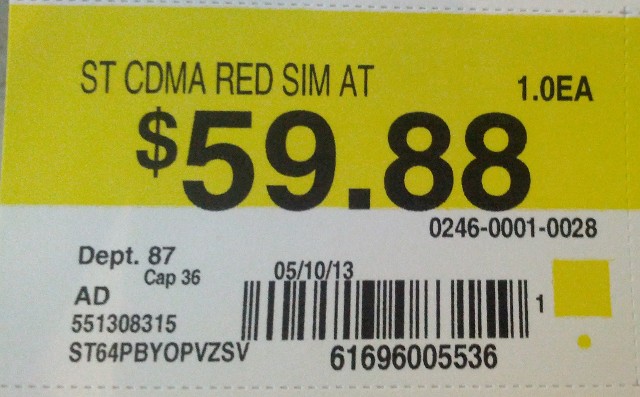 ST CDMA RED SIM AT 1.0EA
$59.88
0246-0001-0028
Dept. 87
Cap 36
05/10/13
AD
1
551308315
ST64PBYOPVZSV
61696005536